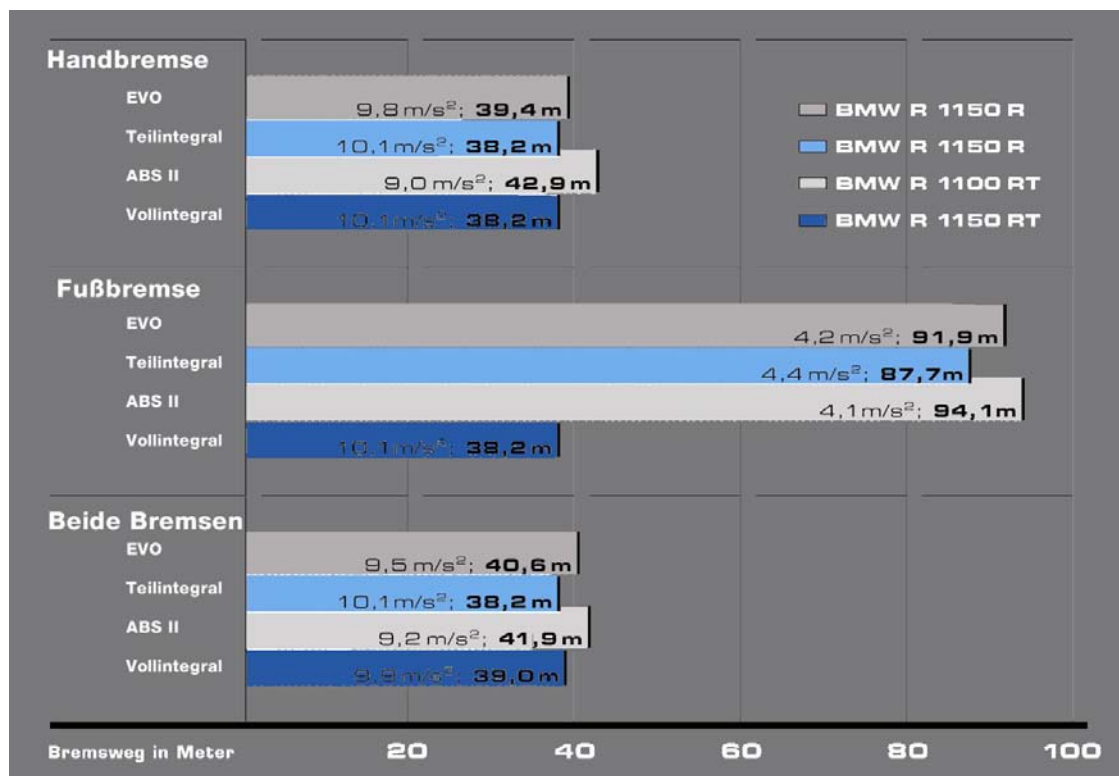 Handbremse
EVO
9,8 m/s²; 39,4 m
Teilintegral
10,1 m/s²; 38,2 m
ABS II
9,0 m/s²; 42,9 m
Vollintegral
10,1 m/s²; 38,2 m
BMW R 1150 R
BMW R 1150 R
BMW R 1100 RT
BMW R 1150 RT
Fußbremse
EVO
4,2 m/s²; 91,9 m
Teilintegral
4,4 m/s²; 87,7 m
ABS II
4,1 m/s²; 94,1 m
Vollintegral
10,1 m/s²; 38,2 m
Beide Bremsen
EVO
9,5 m/s²; 40,6 m
Teilintegral
10,1 m/s²; 38,2 m
ABS II
9,2 m/s²; 41,9 m
Vollintegral
9,9 m/s²; 39,0 m
Bremsweg in Meter 20 40 60 80 100